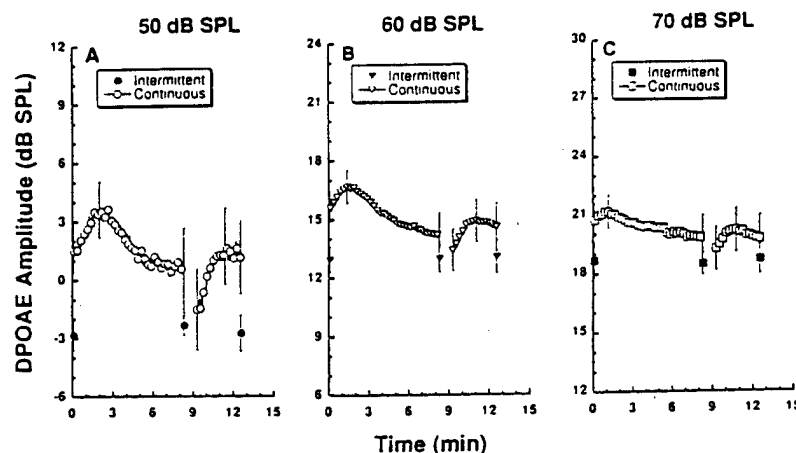 50 dB SPL
60 dB SPL
70 dB SPL
DPOAE Amplitude (dB SPL)
A
Intermittent
Continuous
12
9
6
3
0
-3
-6
0 3 6 9 12 15
B
Intermittent
Continuous
24
21
18
15
12
9
6
0 3 6 9 12 15
C
Intermittent
Continuous
30
27
24
21
18
15
12
0 3 6 9 12 15
Time (min)